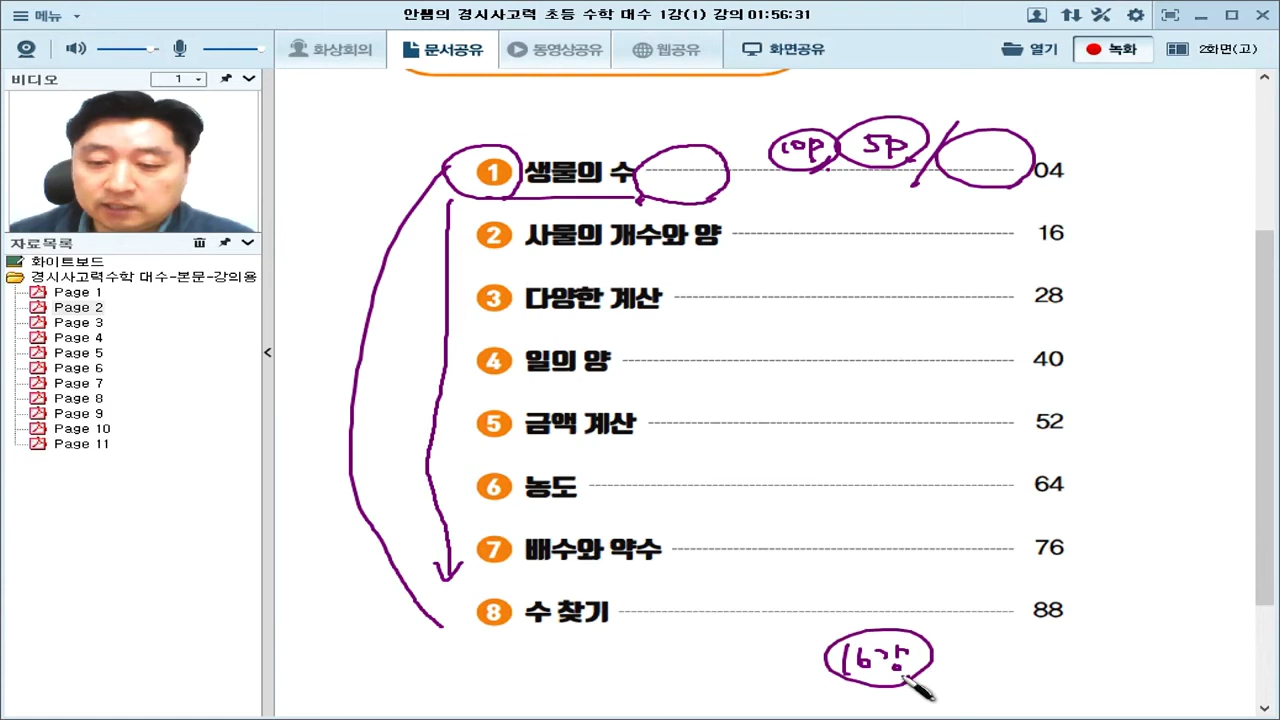 메뉴
안쌤의 경시사고력 초등 수학 대수 1강(1) 강의 01:56:31
화상회의
문서공유
동영상공유
웹공유
화면공유
열기
녹화
2화면(고)
비디오
1
자료목록
화이트보드
경시사고력수학 대수-본문-강의용
Page 1
Page 2
Page 3
Page 4
Page 5
Page 6
Page 7
Page 8
Page 9
Page 10
Page 11
10p 5p
1 생물의 수 04
2 사물의 개수와 양 16
3 다양한 계산 28
4 일의 양 40
5 금액 계산 52
6 농도 64
7 배수와 약수 76
8 수 찾기 88
16강